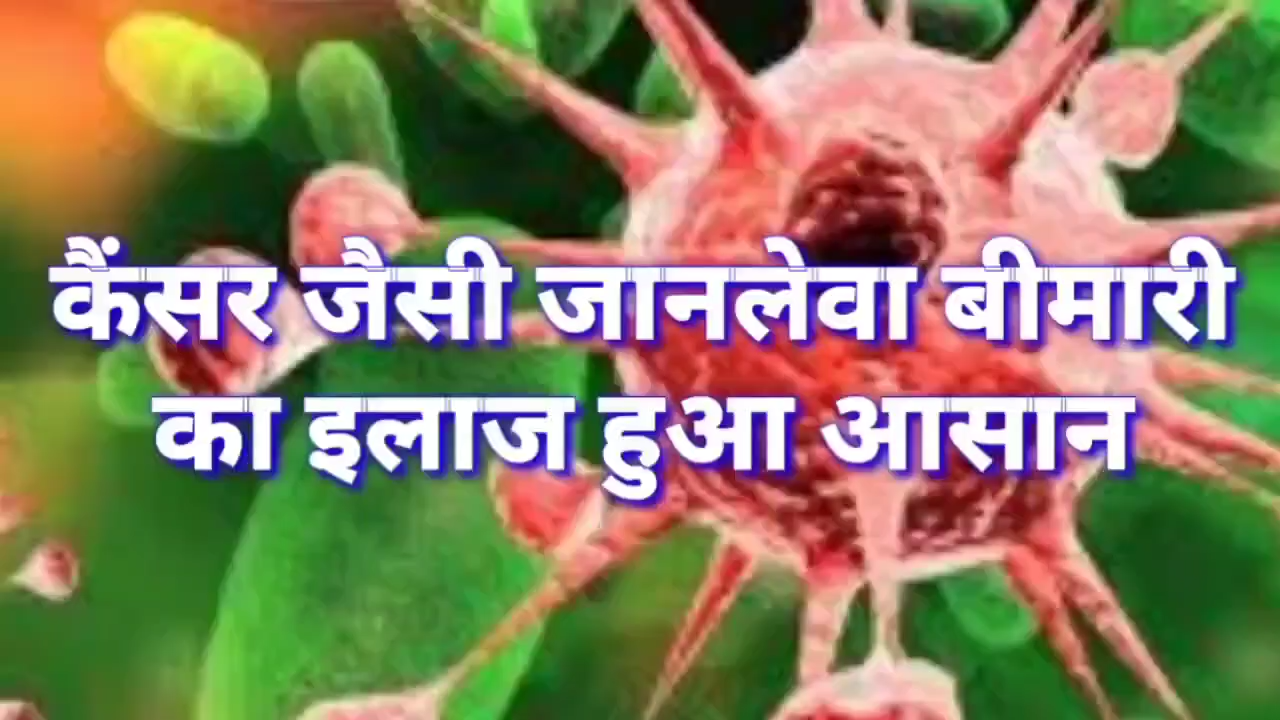 कैंसर जैसी जानलेवा बीमारी
का इलाज हुआ आसान